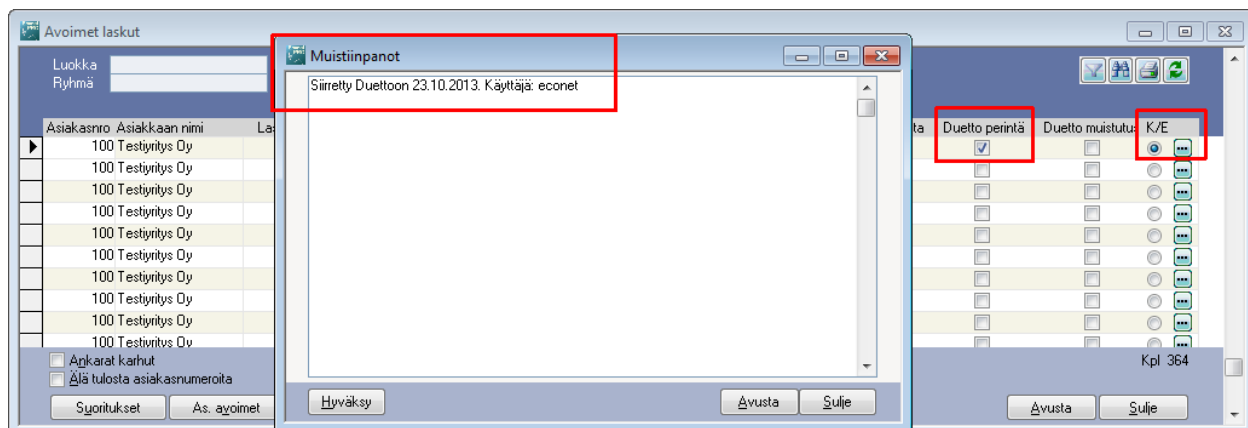 Avoimet laskut
Luokka
Ryhmä
Muistiinpanot
Siirretty Duettoon 23.10.2013. Käyttäjä: econet
Asiakasnro Asiakkaan nimi La ta Duetto perintä Duetto muistutu K/E
100 Testiyritys Oy
100 Testiyritys Oy
100 Testiyritys Oy
100 Testiyritys Oy
100 Testiyritys Oy
100 Testiyritys Oy
100 Testiyritys Oy
100 Testiyritys Oy
100 Testiyritys Oy
100 Testiyritys Oy
Ankarat karhut
Kpl 364
Älä tulosta asiakasnumeroita
Suoritukset As. avoimet Hyväksy Avusta Sulje Avusta Sulje